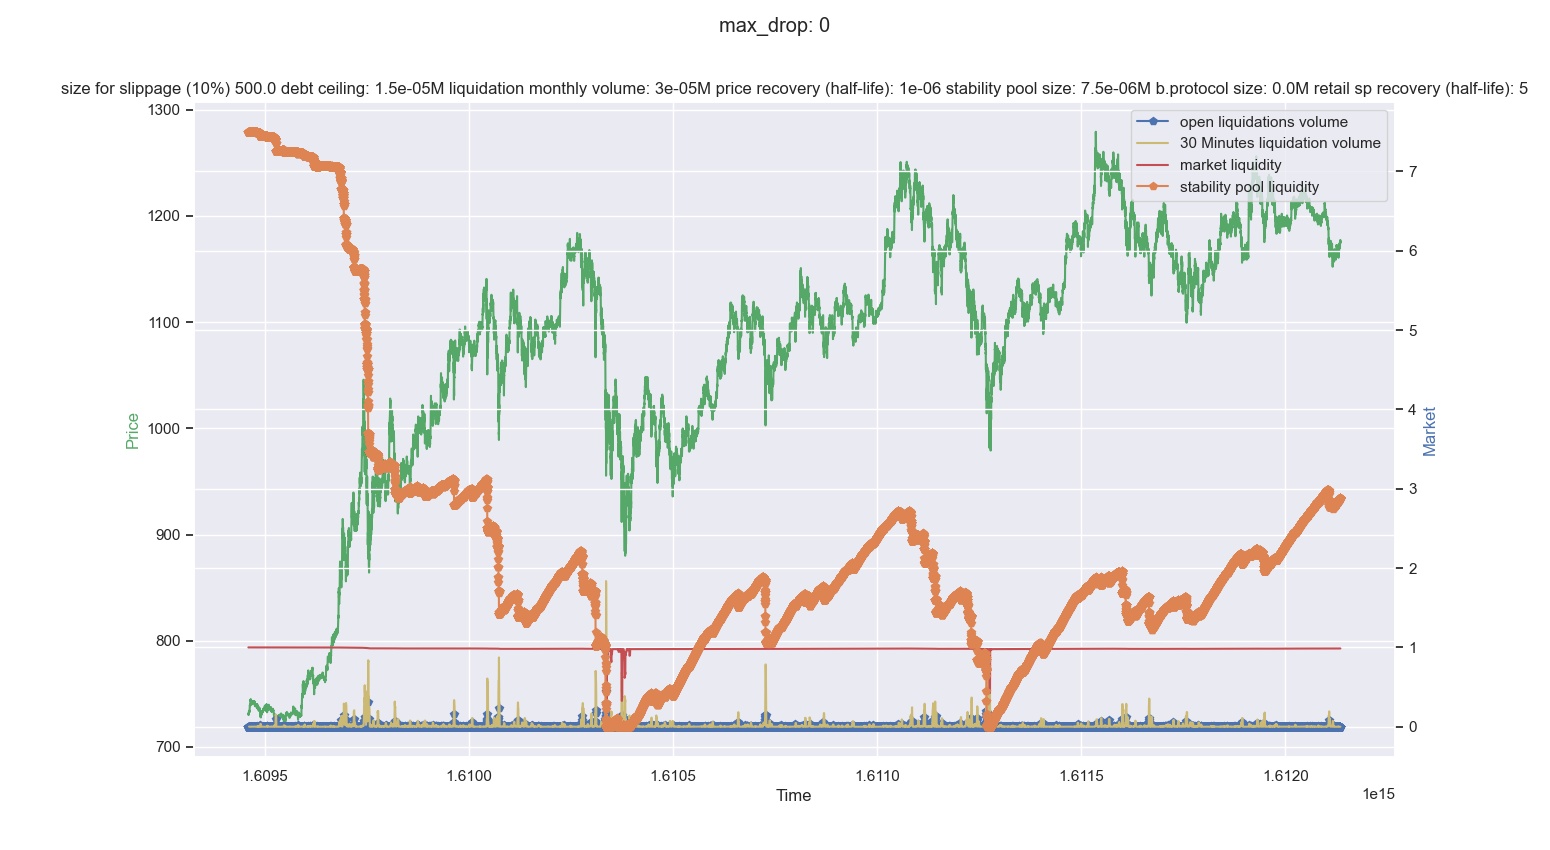 max_drop: 0
size for slippage (10%) 500.0 debt ceiling: 1.5e-05M liquidation monthly volume: 3e-05M price recovery (half-life): 1e-06 stability pool size: 7.5e-06M b.protocol size: 0.0M retail sp recovery (half-life): 5
open liquidations volume
30 Minutes liquidation volume
market liquidity
stability pool liquidity
1300
1200
1100
1000
900
800
700
Price
7
6
5
4
3
2
1
0
Market
1.6095
1.6100
1.6105
1.6110
1.6115
1.6120
1e15
Time